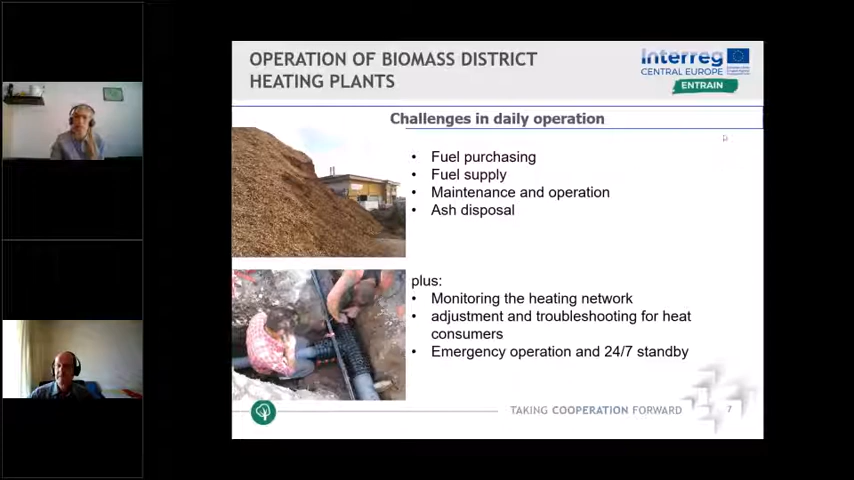 OPERATION OF BIOMASS DISTRICT
HEATING PLANTS
Interreg
CENTRAL EUROPE
ENTRAIN
Challenges in daily operation
• Fuel purchasing
• Fuel supply
• Maintenance and operation
• Ash disposal
plus:
• Monitoring the heating network
• adjustment and troubleshooting for heat
consumers
• Emergency operation and 24/7 standby
TAKING COOPERATION FORWARD
7